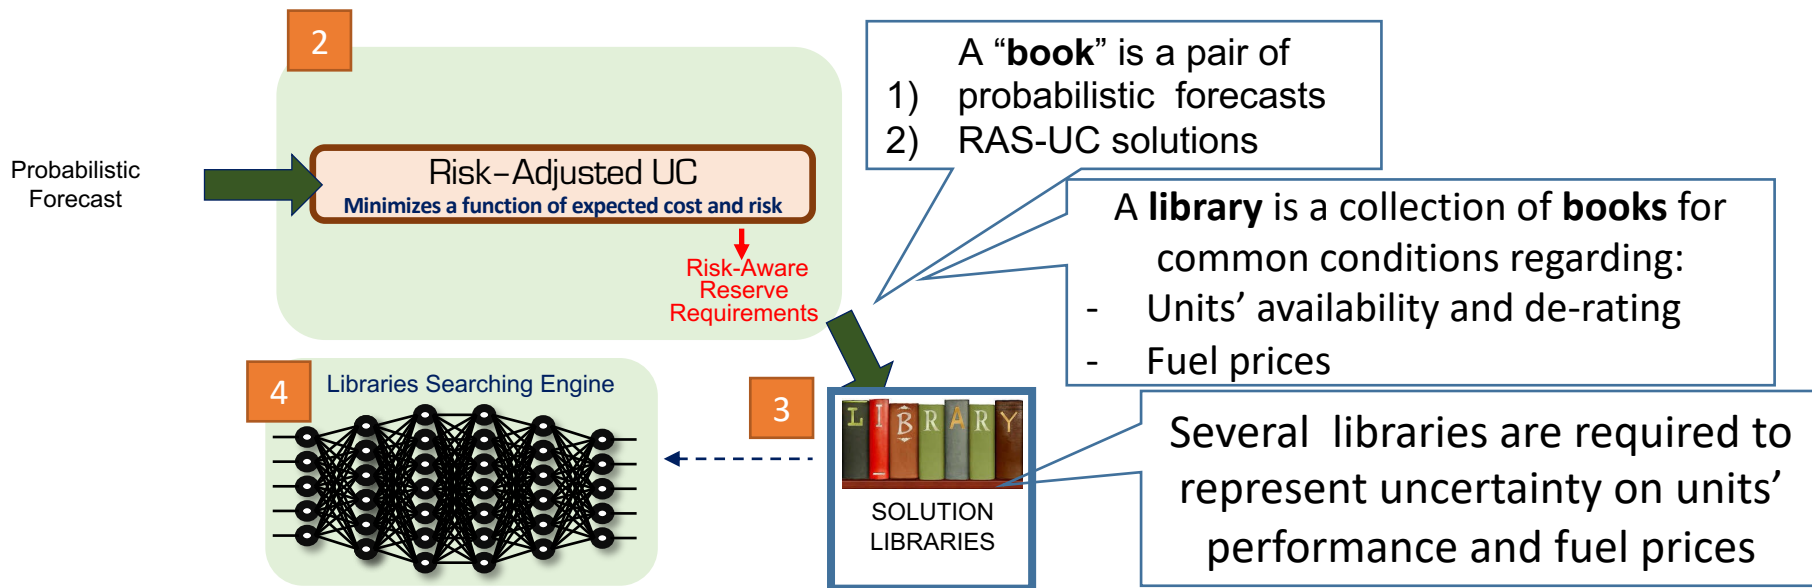 2
Probabilistic
Forecast
Risk-Adjusted UC
Minimizes a function of expected cost and risk
Risk-Aware
Reserve
Requirements
A “book” is a pair of
1) probabilistic forecasts
2) RAS-UC solutions
A library is a collection of books for
common conditions regarding:
- Units’ availability and de-rating
- Fuel prices
4
Libraries Searching Engine
3
LIBRARY
SOLUTION
LIBRARIES
Several libraries are required to
represent uncertainty on units’
performance and fuel prices